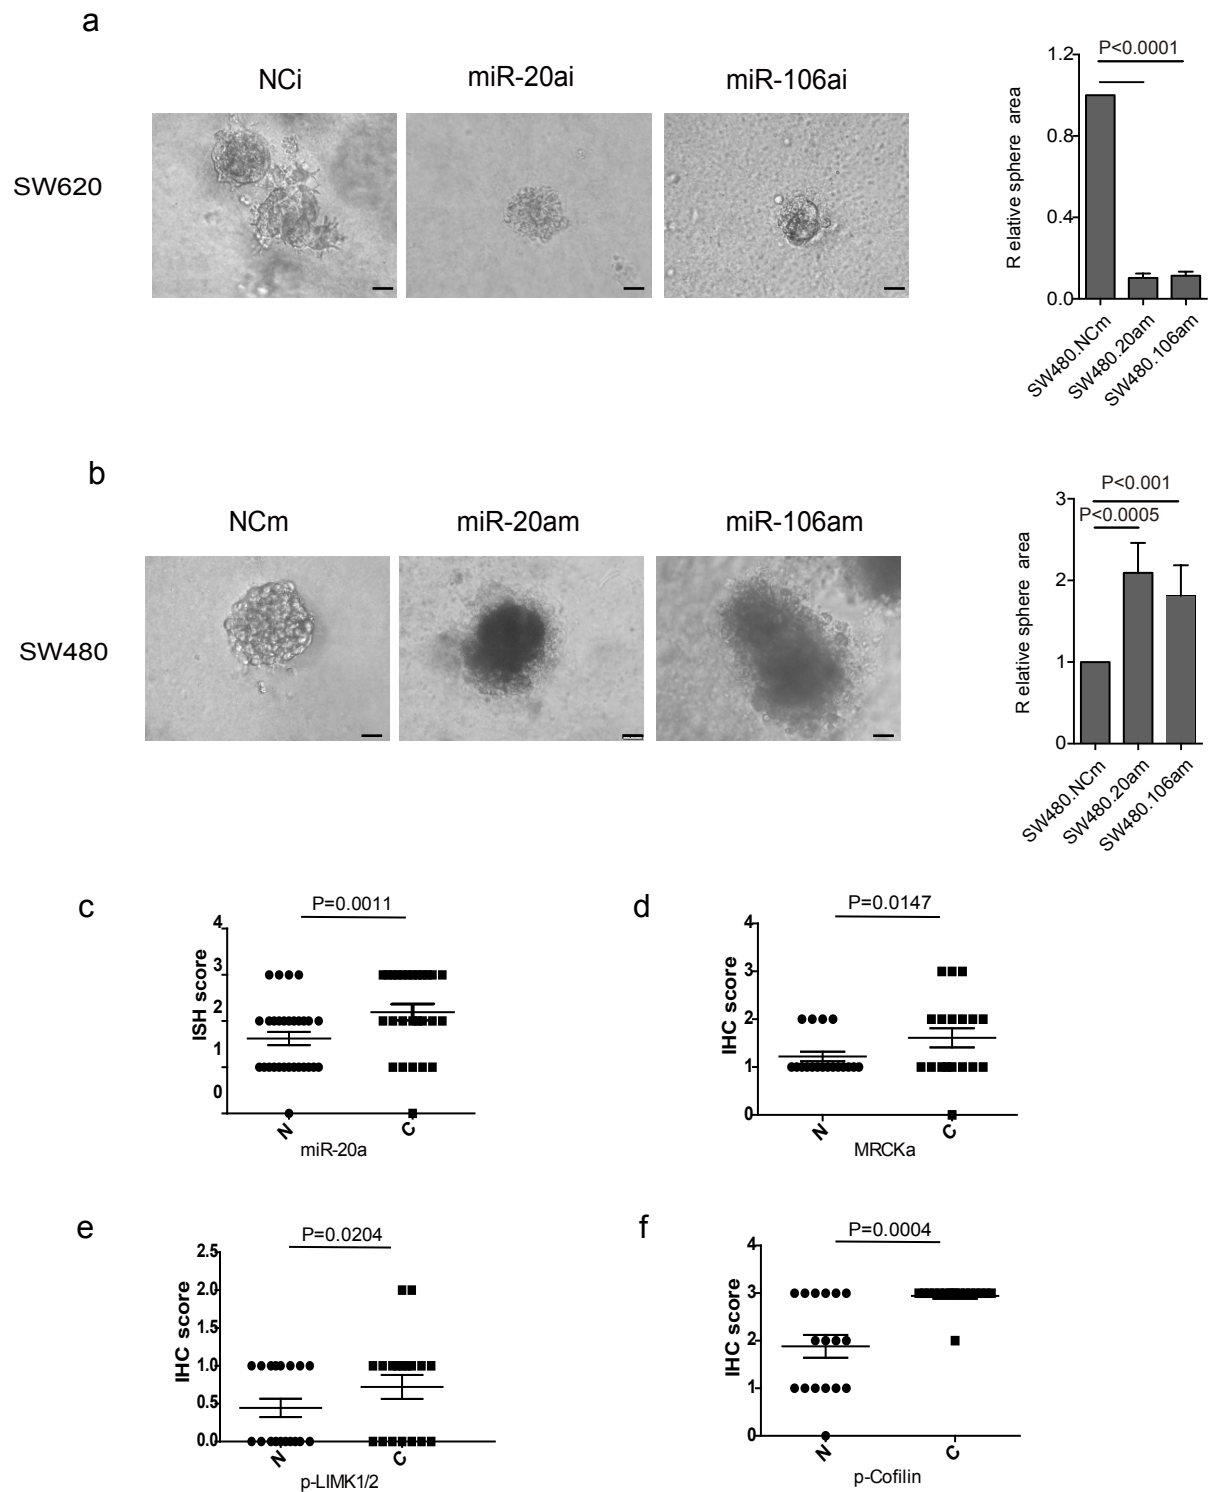 a
NCi
miR-20ai
miR-106ai
SW620
P<0.0001
R elative sphere area
1.2
0.8
0.4
0.0
SW480.NCm
SW480.20am
SW480.106am
b
NCm
miR-20am
miR-106am
SW480
P<0.001
P<0.0005
R elative sphere area
3
2
1
0
SW480.NCm
SW480.20am
SW480.106am
c
P=0.0011
ISH score
4
3
2
1
0
N
C
miR-20a
d
P=0.0147
IHC score
4
3
2
1
0
N
C
MRCKa
e
P=0.0204
IHC score
2.5
2.0
1.5
1.0
0.5
0.0
N
C
p-LIMK1/2
f
P=0.0004
IHC score
4
3
2
1
0
N
C
p-Cofilin